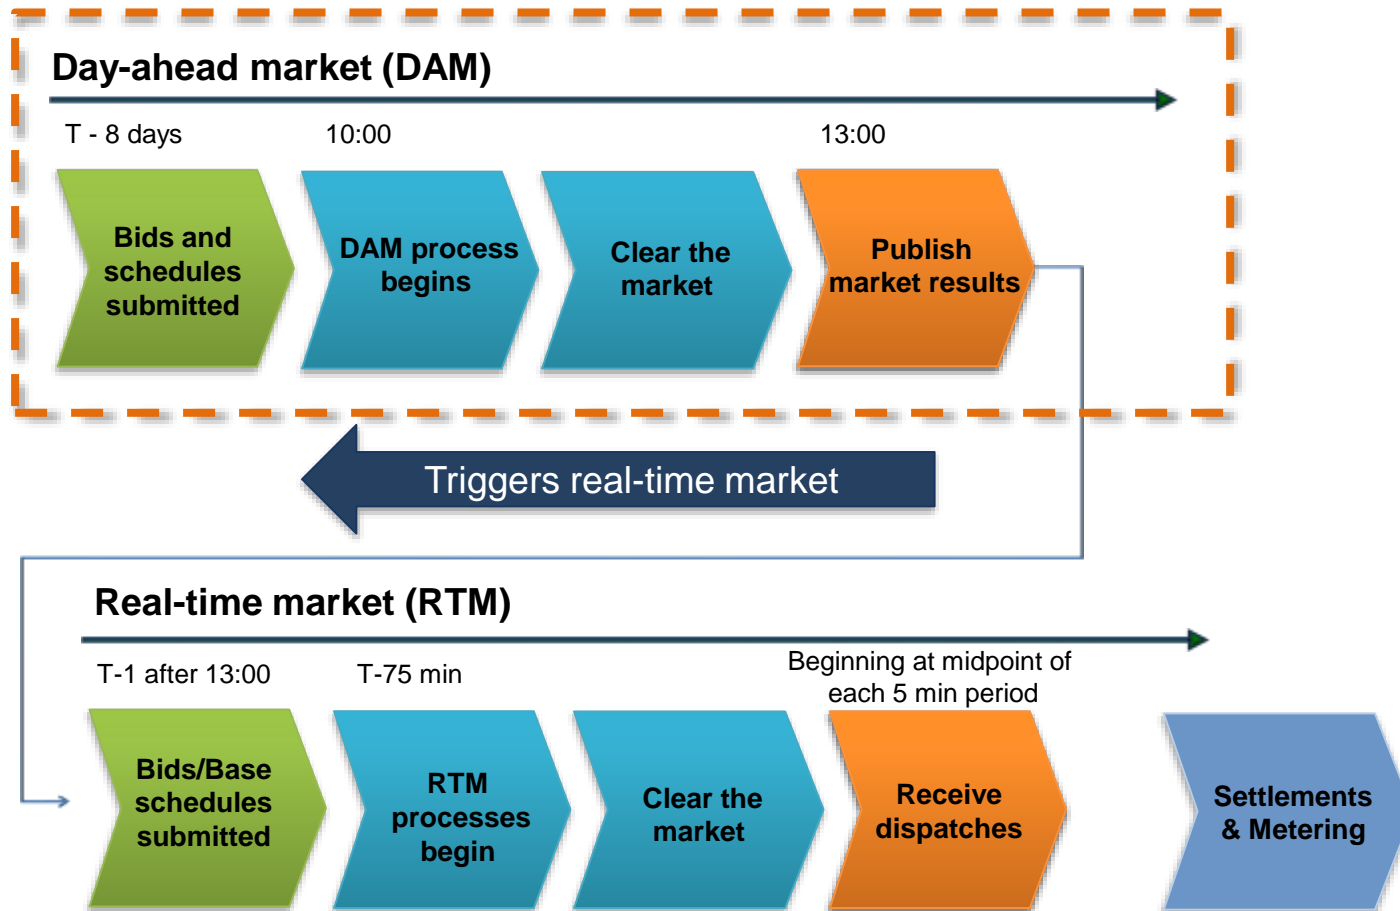 Day-ahead market (DAM)
T - 8 days
10:00
13:00
Bids and
schedules
submitted
DAM process
begins
Clear the
market
Publish
market results
Triggers real-time market
Real-time market (RTM)
T-1 after 13:00
T-75 min
Beginning at midpoint of
each 5 min period
Bids/Base
schedules
submitted
RTM
processes
begin
Clear the
market
Receive
dispatches
Settlements
& Metering